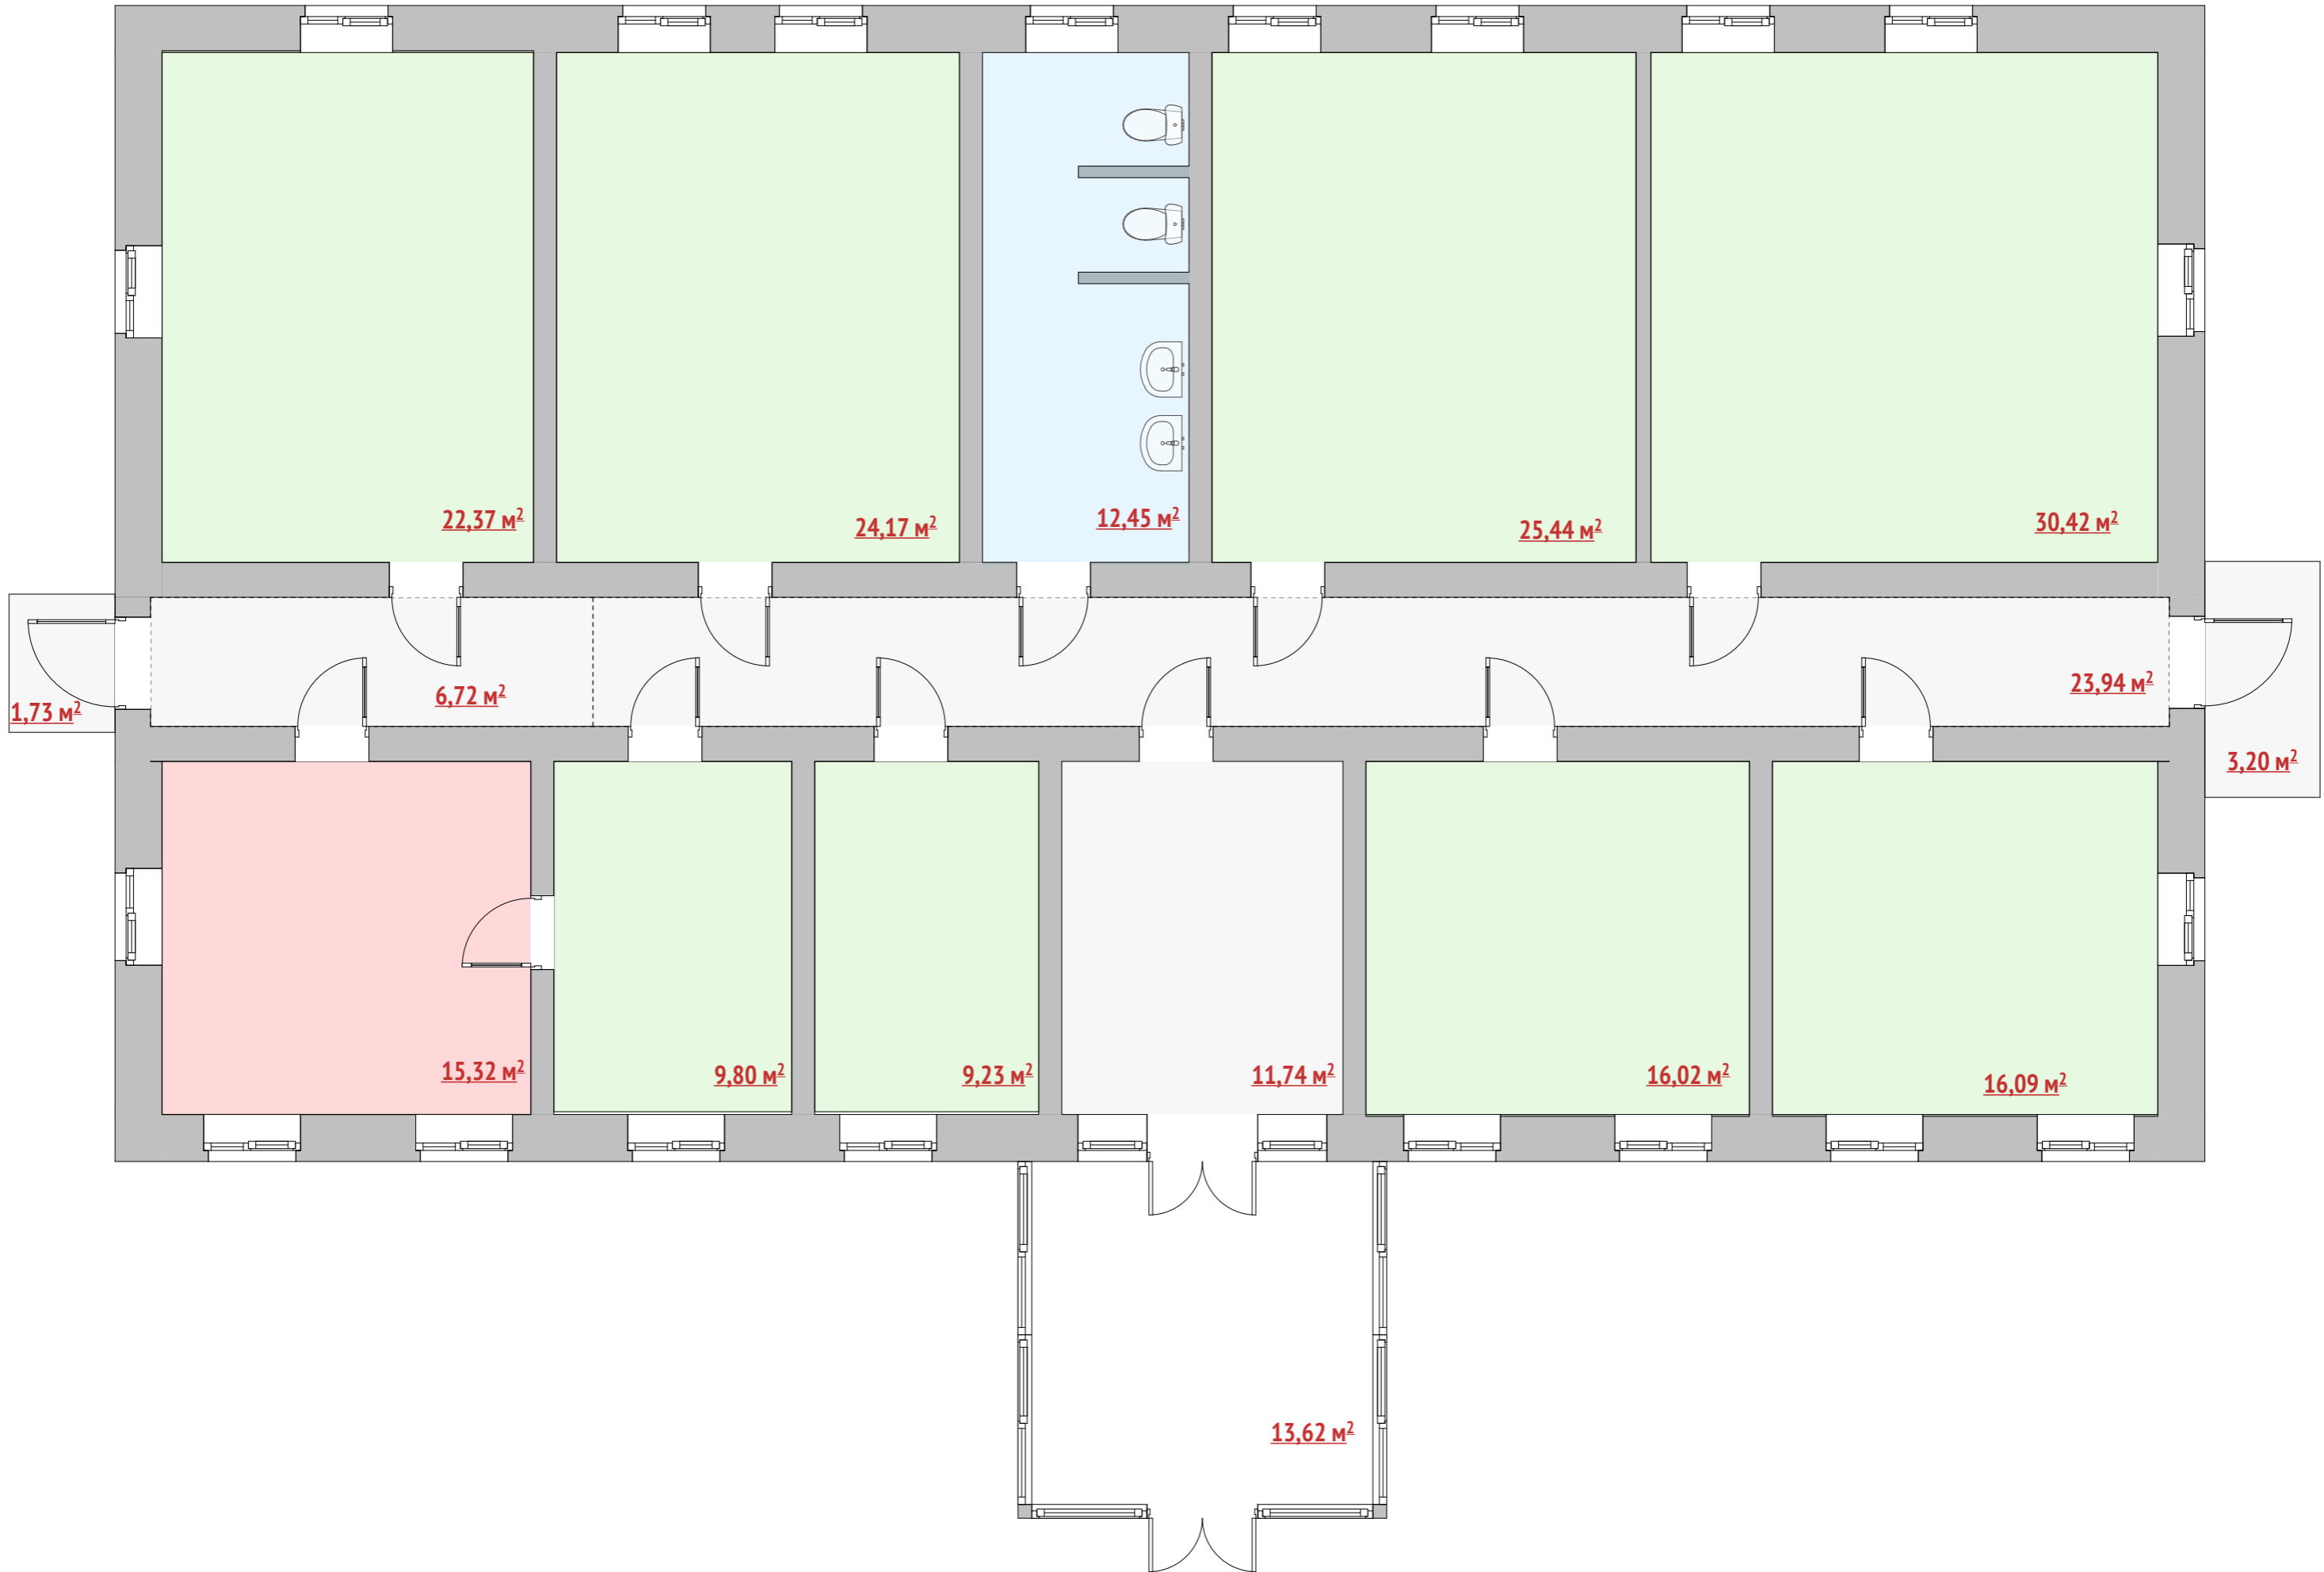 22,37 м²
24,17 м²
12,45 м²
25,44 м²
30,42 м²
1,73 м²
6,72 м²
23,94 м²
3,20 м²
15,32 м²
9,80 м²
9,23 м²
11,74 м²
16,02 м²
16,09 м²
13,62 м²